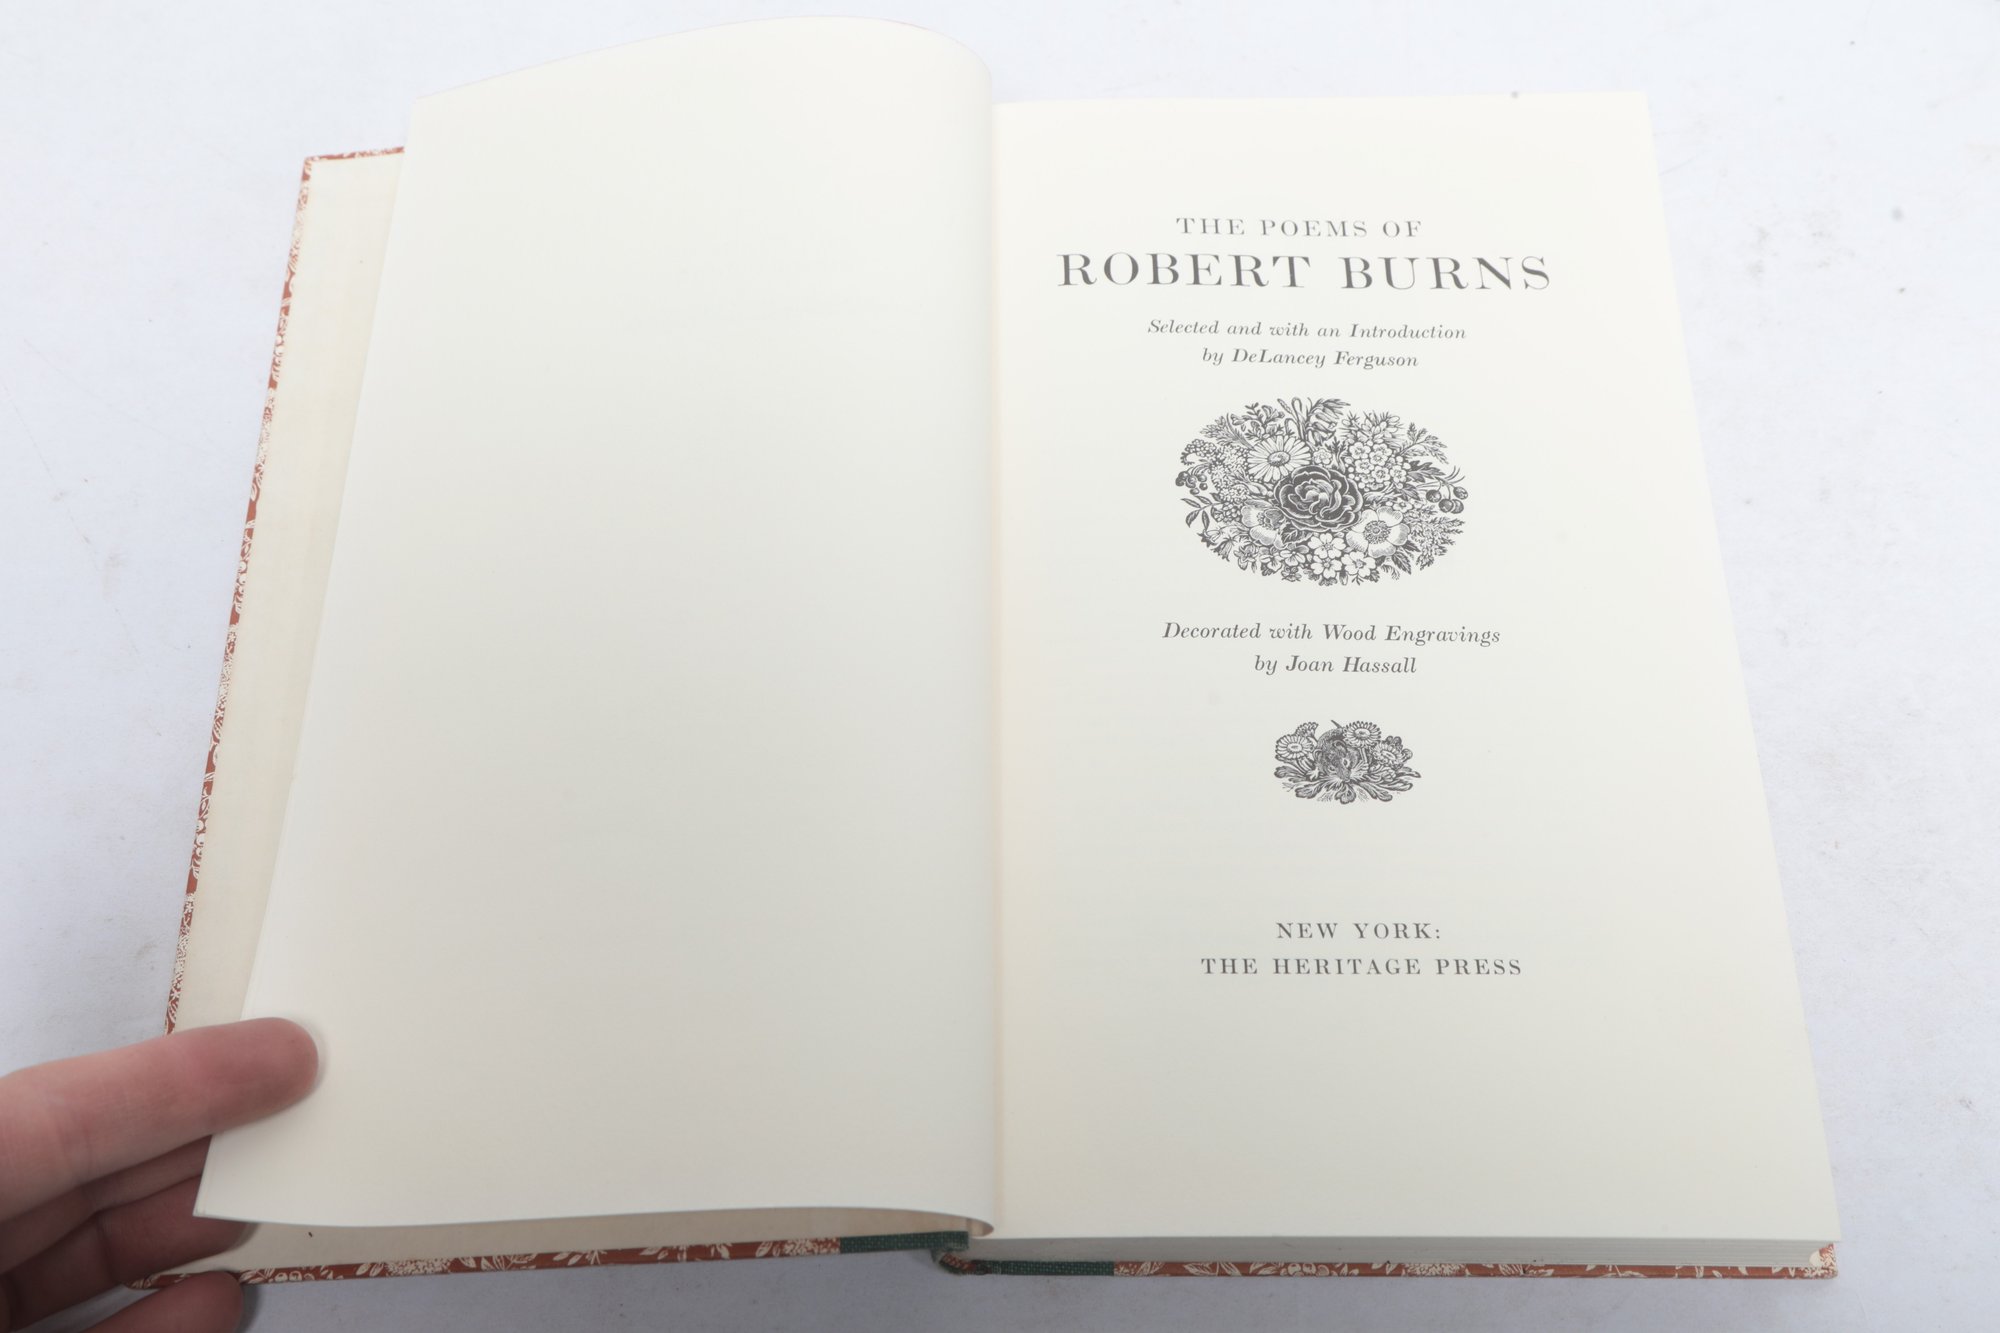 THE POEMS OF
ROBERT BURNS
Selected and with an Introduction
by DeLancey Ferguson
Decorated with Wood Engravings
by Joan Hassall
NEW YORK:
THE HERITAGE PRESS